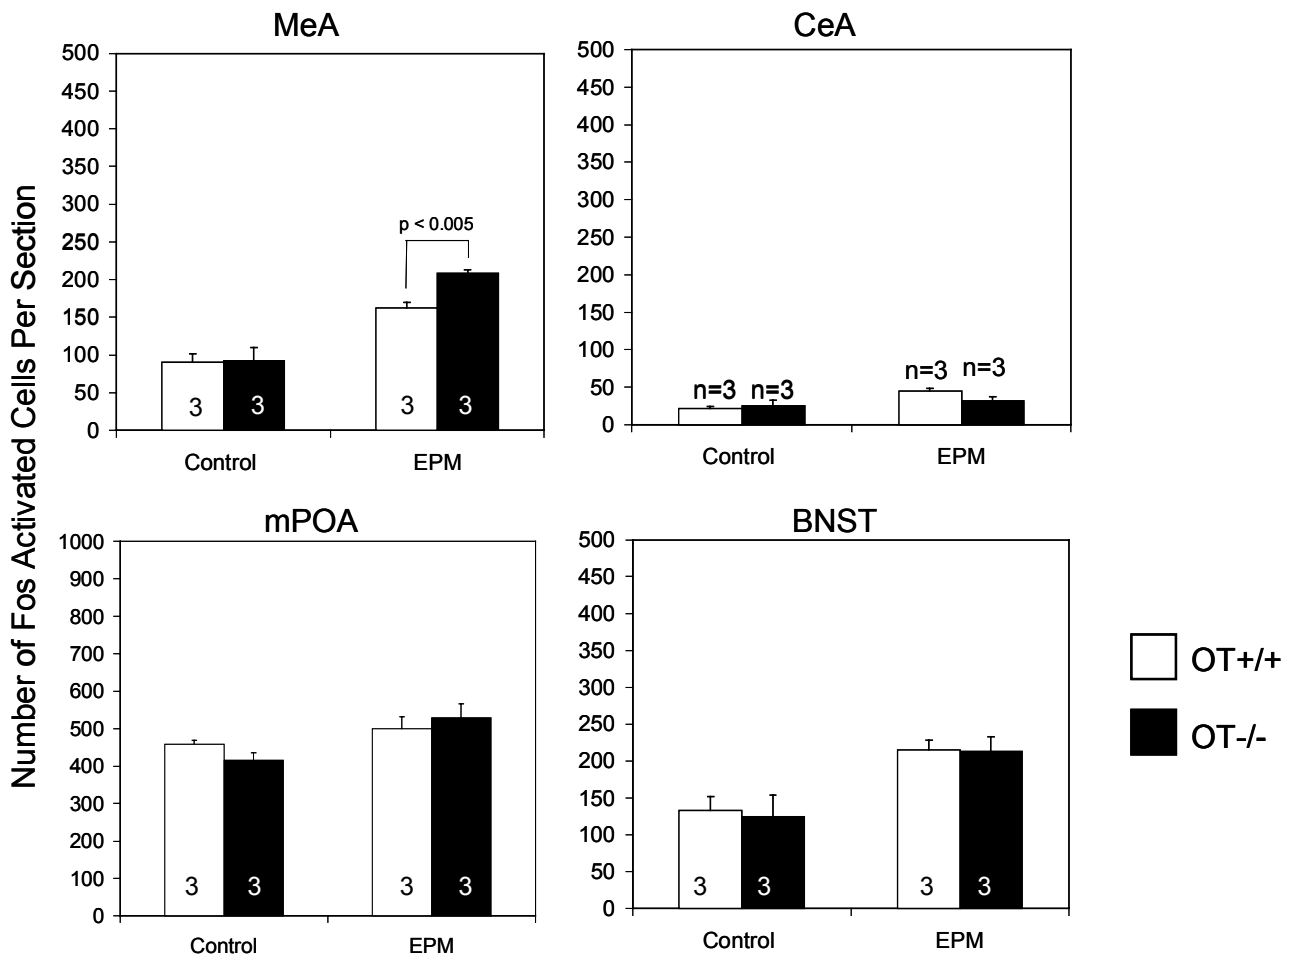 MeA
500
450
400
350
300
250
200
150
100
50
0
p < 0.005
3
3
3
3
Control
EPM
CeA
500
450
400
350
300
250
200
150
100
50
0
n=3
n=3
n=3
n=3
Control
EPM
Number of Fos Activated Cells Per Section
mPOA
1000
900
800
700
600
500
400
300
200
100
0
3
3
3
3
Control
EPM
BNST
500
450
400
350
300
250
200
150
100
50
0
3
3
3
3
Control
EPM
OT+/+
OT-/-